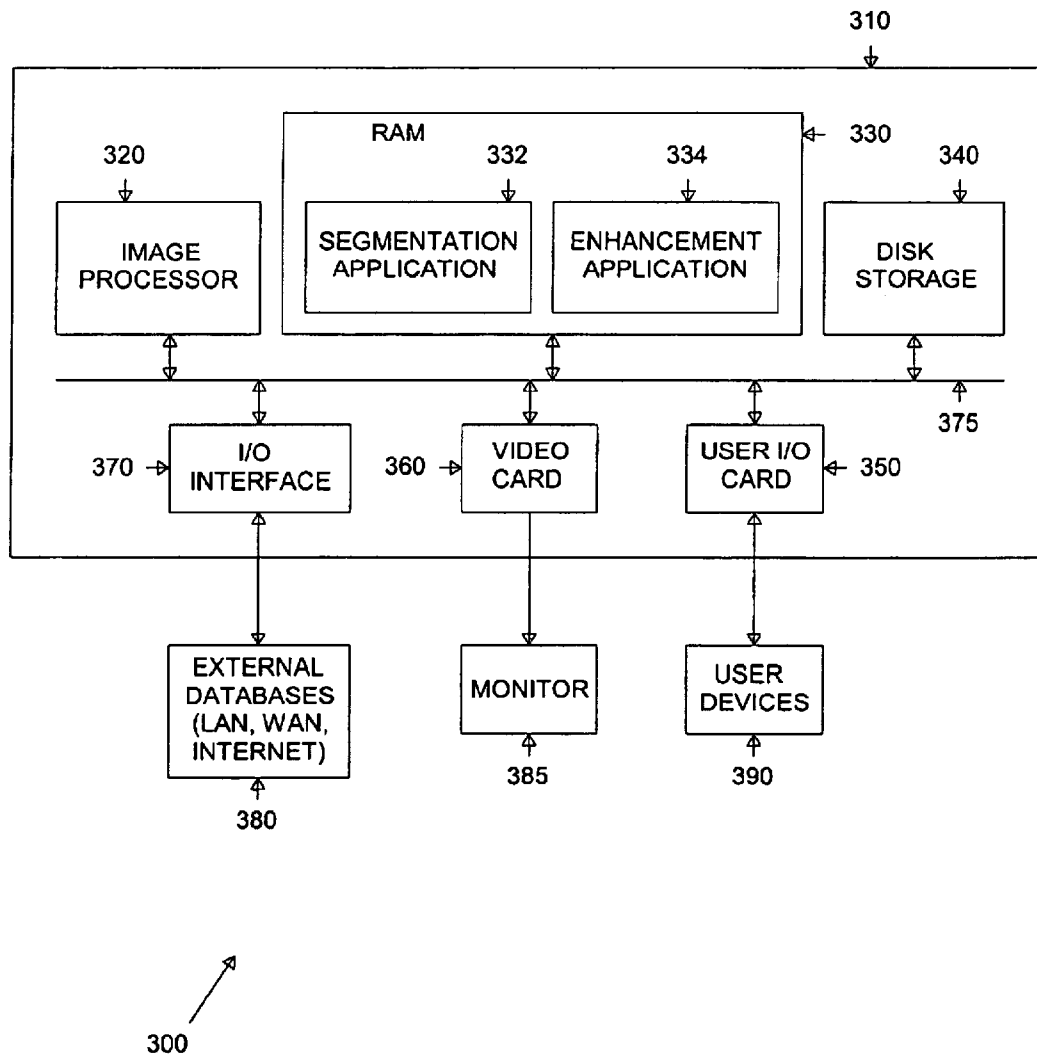 310
RAM
330
320
332
334
340
IMAGE
PROCESSOR
SEGMENTATION
APPLICATION
ENHANCEMENT
APPLICATION
DISK
STORAGE
375
370
I/O
INTERFACE
360
VIDEO
CARD
USER I/O
CARD
350
EXTERNAL
DATABASES
(LAN, WAN,
INTERNET)
MONITOR
USER
DEVICES
380
385
390
300